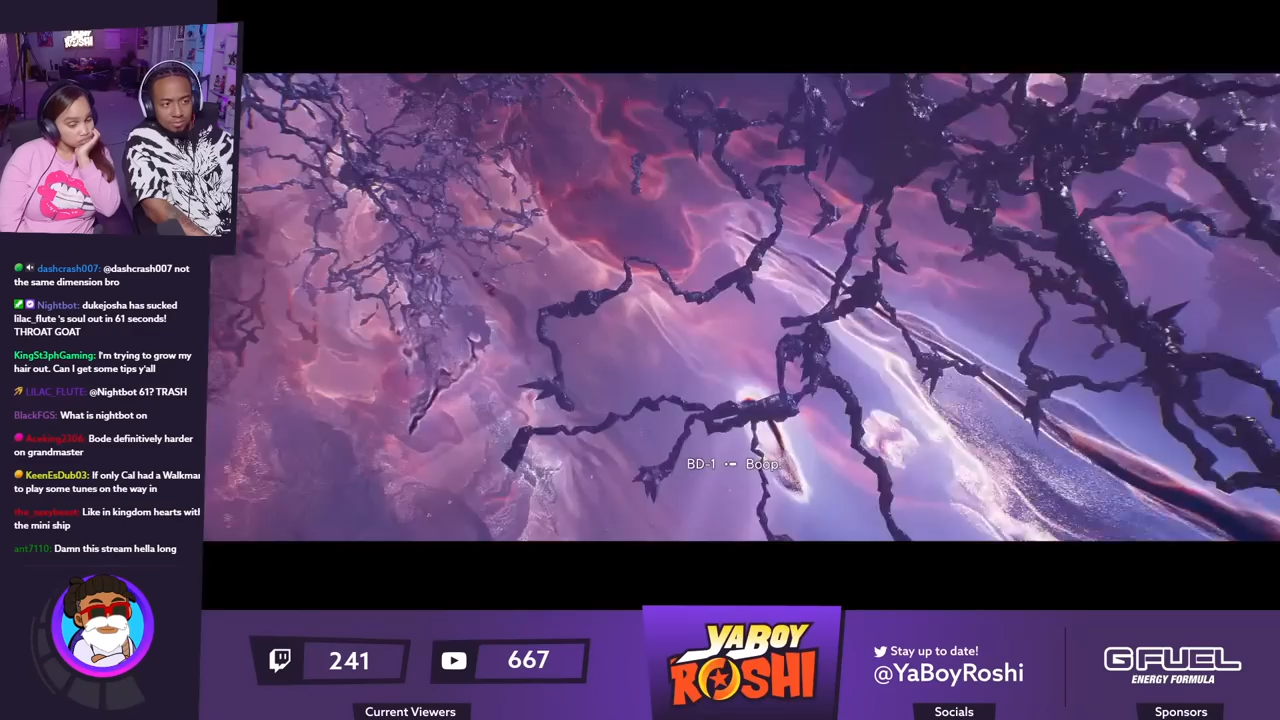 YABOY
ROSHI
dashcrash007: @dashcrash007 not
the same dimension bro
Nightbot: dukejosha has sucked
lilac_flute 's soul out in 61 seconds!
THROAT GOAT
KingSt3phGaming: I'm trying to grow my
hair out. Can I get some tips y'all
LILAC_FLUTE: @Nightbot 61? TRASH
BlackFGS: What is nightbot on
Aceking2306: Bode definitively harder
on grandmaster
KeenEsDub03: If only Cal had a Walkman
to play some tunes on the way in
Like in kingdom hearts with
the mini ship
ant7110: Damn this stream hella long
BD-1 Boop.
241
667
Current Viewers
YABOY
ROSHI
Stay up to date!
@YaBoyRoshi
Socials
G FUEL
ENERGY FORMULA
Sponsors